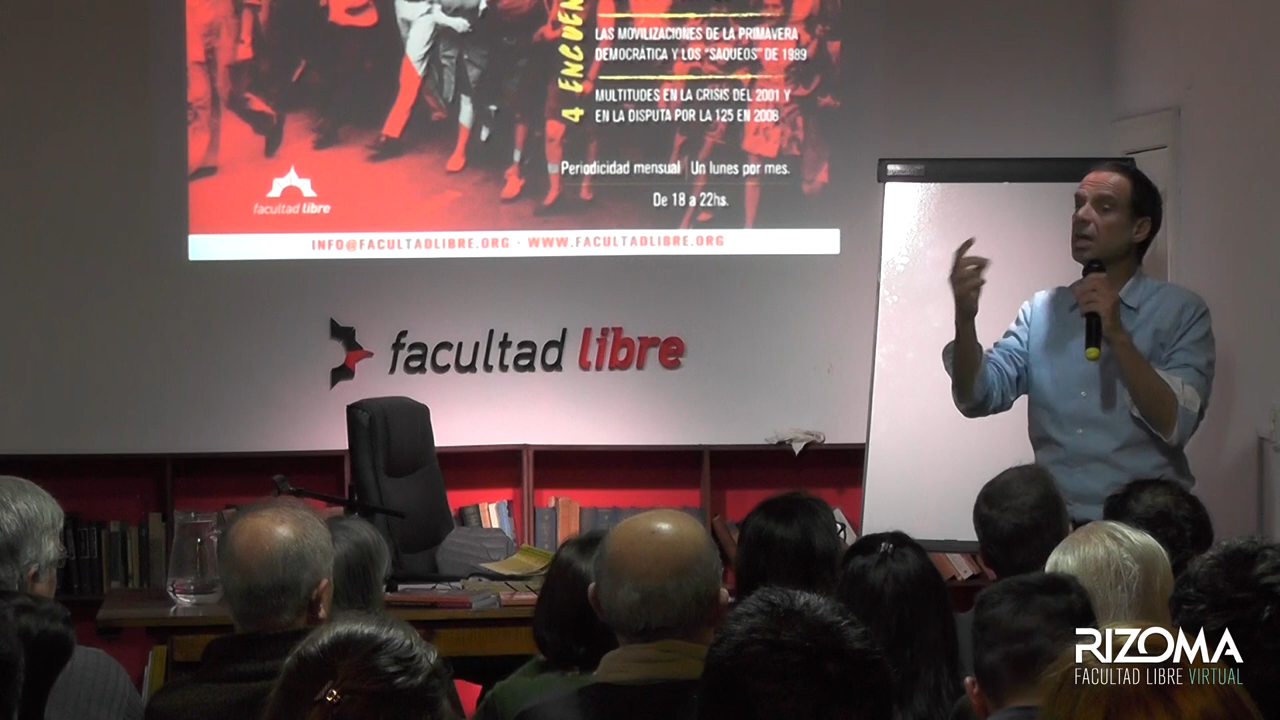 4 ENCUEN
LAS MOVILIZACIONES DE LA PRIMAVERA
DEMOCRÁTICA Y LOS "SAQUEOS" DE 1989
MULTITUDES EN LA CRISIS DEL 2001 Y
EN LA DISPUTA POR LA 125 EN 2008
Periodicidad mensual | Un lunes por mes.
De 18 a 22hs.
facultad libre
INFO@FACULTADLIBRE.ORG - WWW.FACULTADLIBRE.ORG
facultad libre
RIZOMA
FACULTAD LIBRE VIRTUAL